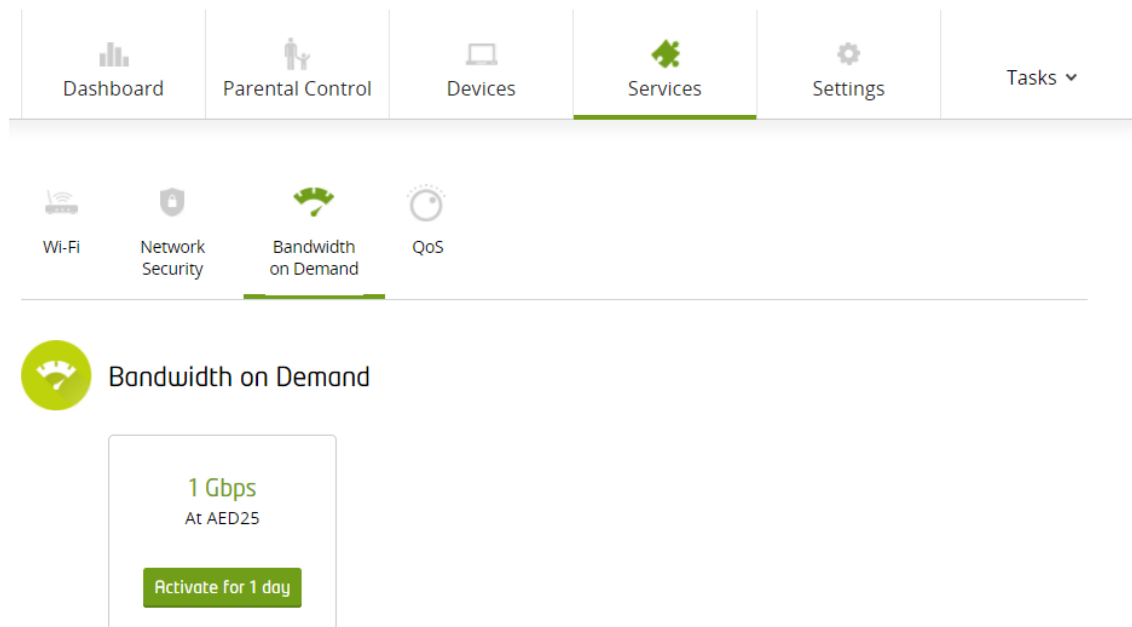 Dashboard
Parental Control
Devices
Services
Settings
Tasks
Wi-Fi
Network
Security
Bandwidth
on Demand
QoS
Bandwidth on Demand
1 Gbps
At AED25
Activate for 1 day